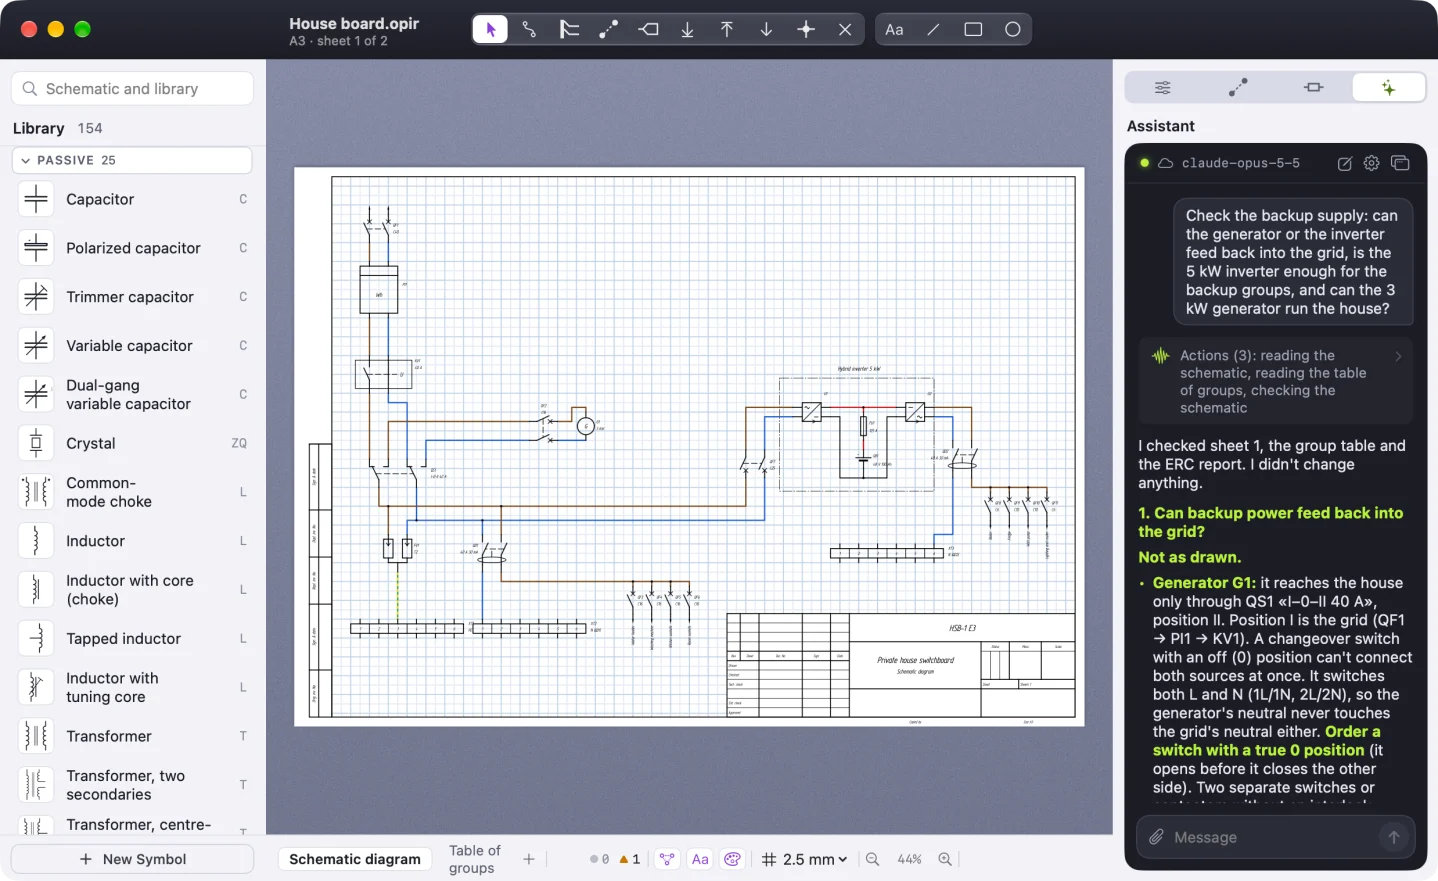 House board.opir
A3 · sheet 1 of 2
Aa
Schematic and library
Library 154
PASSIVE 25
Capacitor C
Polarized capacitor C
Trimmer capacitor C
Variable capacitor C
Dual-gang
variable capacitor C
Crystal ZQ
Common-
mode choke L
Inductor L
Inductor with core
(choke) L
Tapped inductor L
Inductor with
tuning core L
Transformer T
Transformer, two
secondaries T
Transformer, centre- T
+ New Symbol
Wh
Hybrid inverter 5 kW
HSB-1 E3
Private house switchboard
Schematic diagram
Schematic diagram
Table of
groups
0
1
Aa
2.5 mm
44%
Assistant
claude-opus-5-5
Check the backup supply: can
the generator or the inverter
feed back into the grid, is the
5 kW inverter enough for the
backup groups, and can the 3
kW generator run the house?
Actions (3): reading the
schematic, reading the table
of groups, checking the
schematic
I checked sheet 1, the group table and
the ERC report. I didn't change
anything.
1. Can backup power feed back into
the grid?
Not as drawn.
• Generator G1: it reaches the house
only through QS1 «I–0–II 40 A»,
position II. Position I is the grid (QF1
→ PI1 → KV1). A changeover switch
with an off (0) position can't connect
both sources at once. It switches
both L and N (1L/1N, 2L/2N), so the
generator's neutral never touches
the grid's neutral either. Order a
switch with a true 0 position (it
opens before it closes the other
side). Two separate switches or
Message